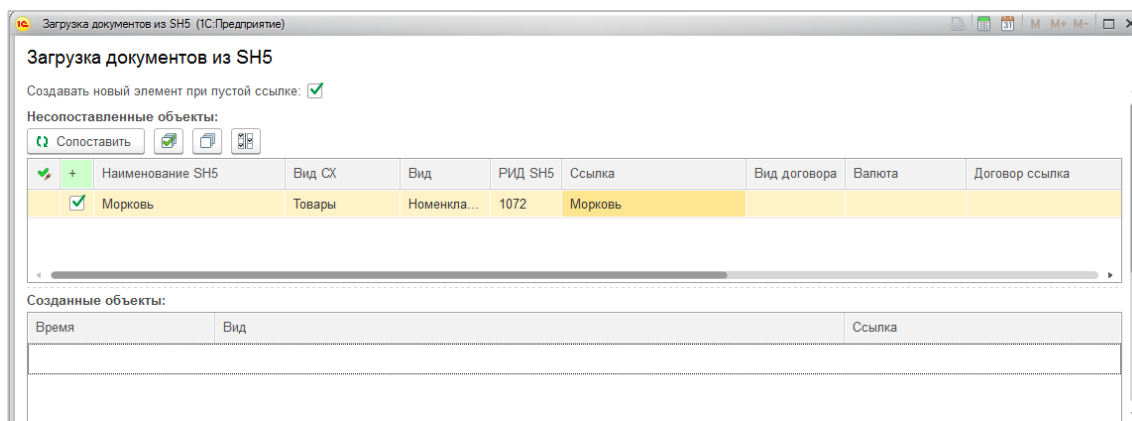 1С Загрузка документов из SH5 (1С:Предприятие) 31 M M+ M-
Загрузка документов из SH5
Создавать новый элемент при пустой ссылке:
Несопоставленные объекты:
Сопоставить
+ Наименование SH5 Вид СХ Вид РИД SH5 Ссылка Вид договора Валюта Договор ссылка
Морковь Товары Номенкла... 1072 Морковь
Созданные объекты:
Время Вид Ссылка